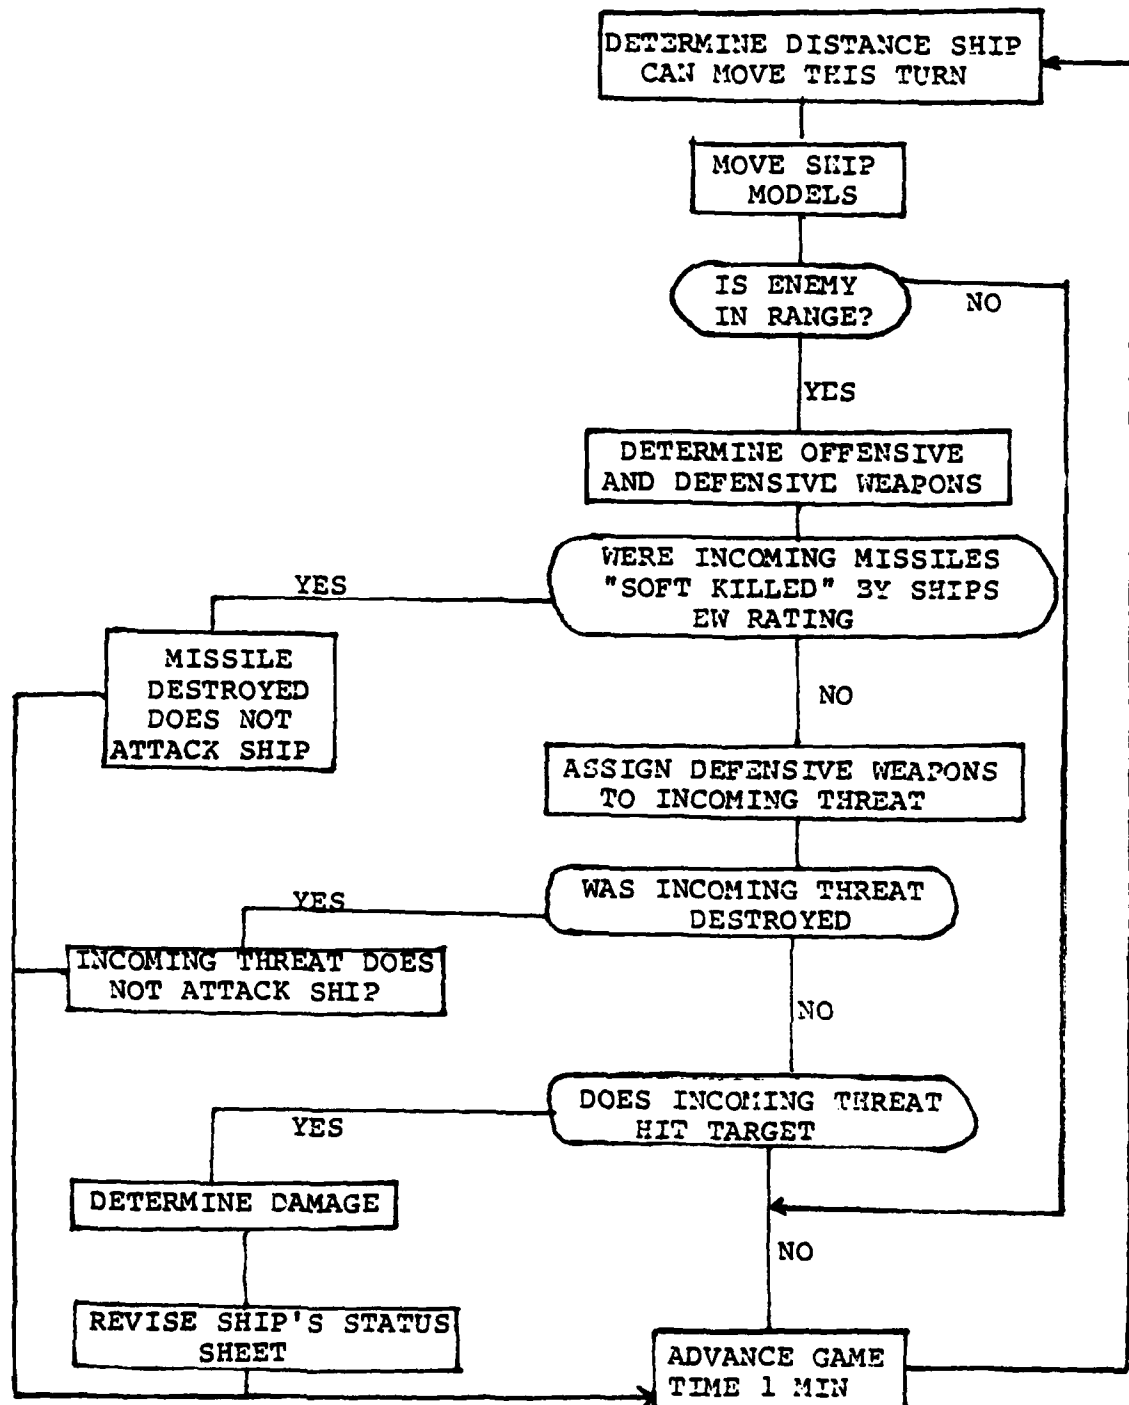 DETERMINE DISTANCE SHIP
CAN MOVE THIS TURN
MOVE SHIP
MODELS
IS ENEMY
IN RANGE?
NO
YES
DETERMINE OFFENSIVE
AND DEFENSIVE WEAPONS
WERE INCOMING MISSILES
"SOFT KILLED" BY SHIPS
EW RATING
YES
MISSILE
DESTROYED
DOES NOT
ATTACK SHIP
NO
ASSIGN DEFENSIVE WEAPONS
TO INCOMING THREAT
WAS INCOMING THREAT
DESTROYED
YES
INCOMING THREAT DOES
NOT ATTACK SHIP
NO
DOES INCOMING THREAT
HIT TARGET
YES
DETERMINE DAMAGE
NO
REVISE SHIP'S STATUS
SHEET
ADVANCE GAME
TIME 1 MIN